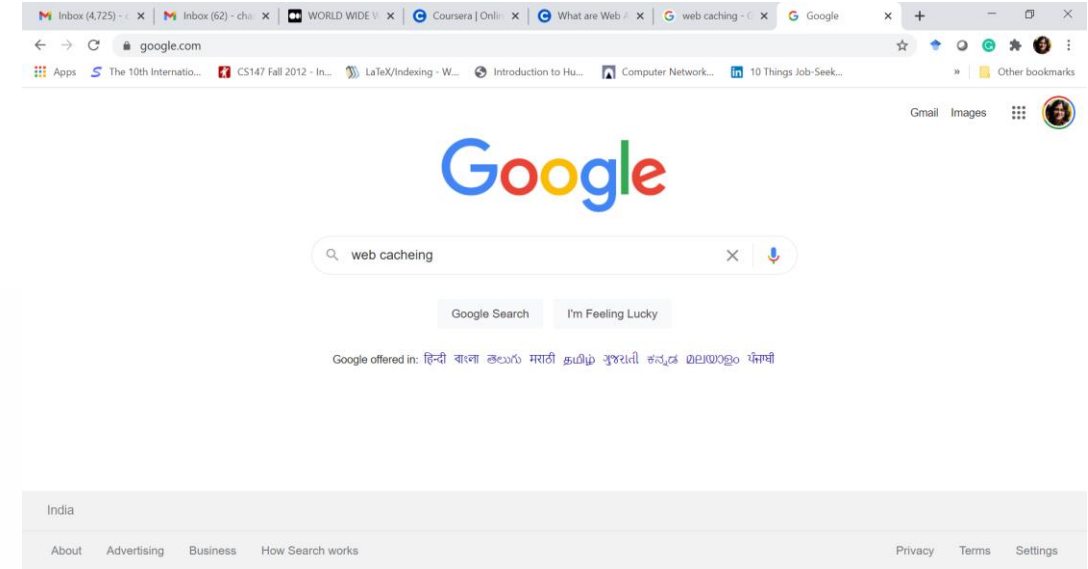 Inbox (4,725) - c Inbox (62) - cha WORLD WIDE W Coursera | Onlin What are Web A web caching - G Google
google.com
Apps The 10th Internatio... CS147 Fall 2012 - In... LaTeX/Indexing - W... Introduction to Hu... Computer Network... 10 Things Job-Seek... » Other bookmarks
Gmail Images
Google
web cacheing
Google Search I'm Feeling Lucky
Google offered in: हिन्दी বাংলা తెలుగు मराठी தமிழ் ગુજરાતી ಕನ್ನಡ മലയാളം ਪੰਜਾਬੀ
India
About Advertising Business How Search works Privacy Terms Settings